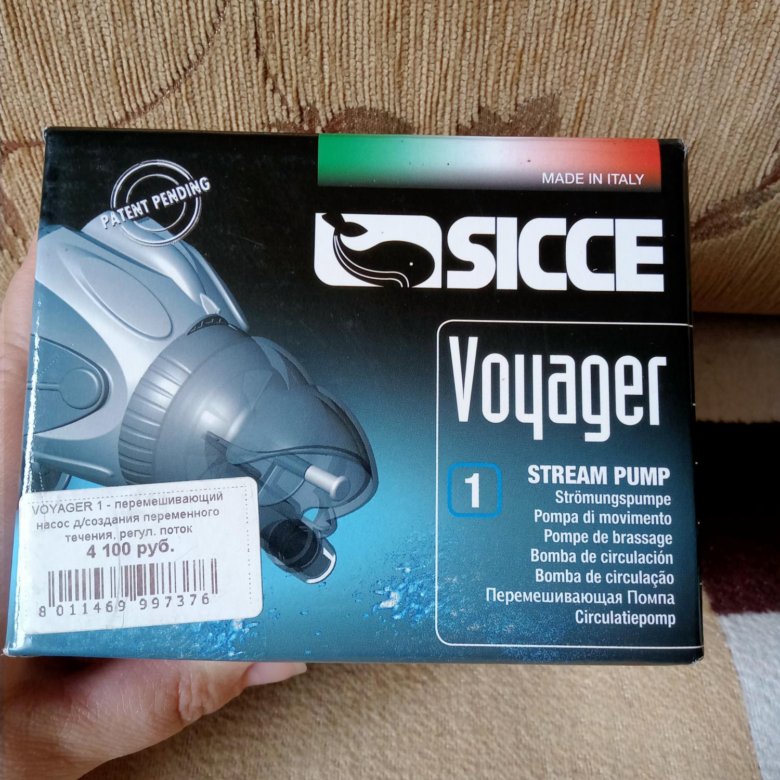 PATENT PENDING
MADE IN ITALY
SICCE
Voyager
1
STREAM PUMP
Strömungspumpe
Pompa di movimento
Pompe de brassage
Bomba de circulación
Bomba de circulação
Перемешивающая Помпа
Circulatiepomp
VOYAGER 1 - перемешивающий
насос д/создания переменного
течения, регул. поток
4 100 руб.
8 011469 997376